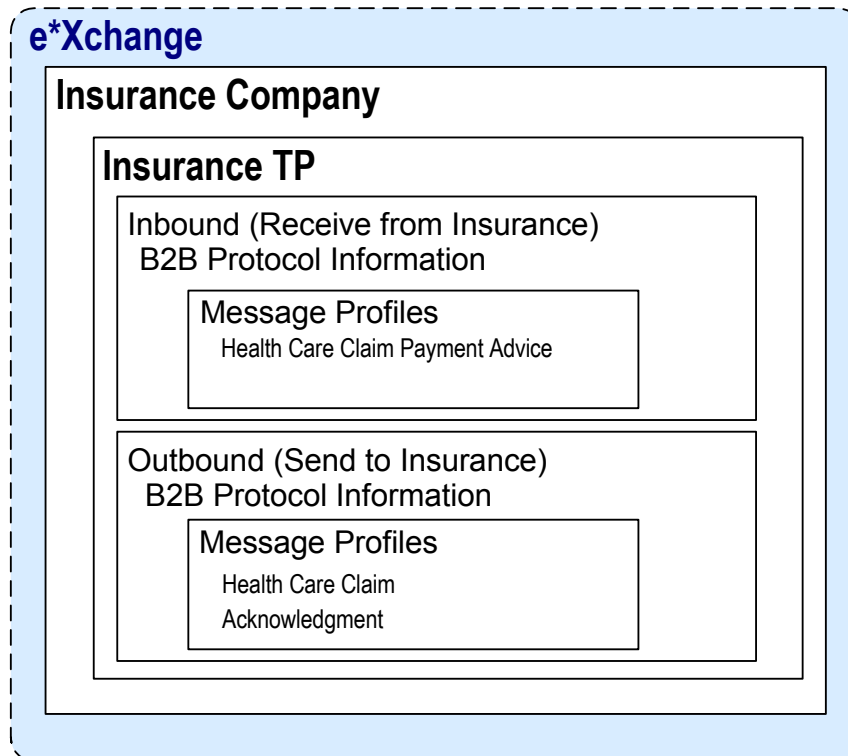 e*Xchange
Insurance Company
Insurance TP
Inbound (Receive from Insurance)
B2B Protocol Information
Message Profiles
Health Care Claim Payment Advice
Outbound (Send to Insurance)
B2B Protocol Information
Message Profiles
Health Care Claim
Acknowledgment